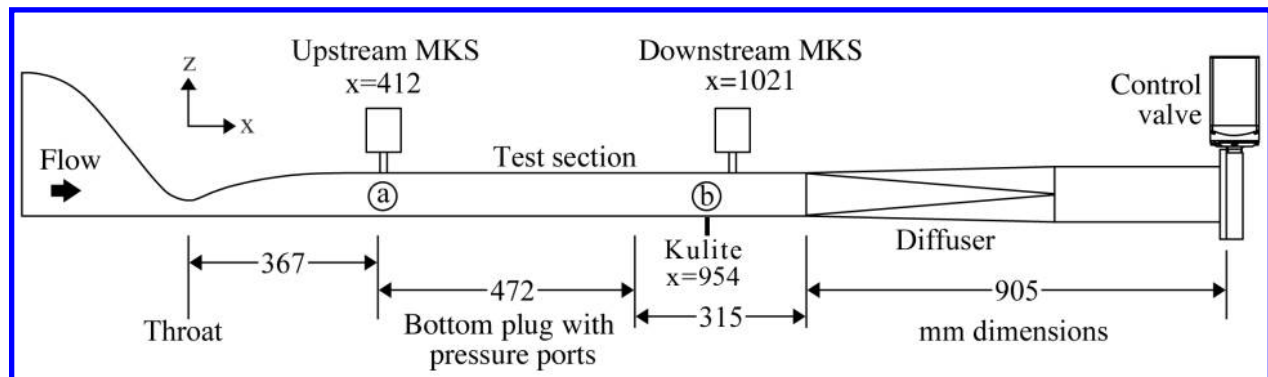 Upstream MKS
x=412
Downstream MKS
x=1021
Control
valve
z
x
Flow
Test section
a
b
Kulite
x=954
Diffuser
367
472
315
905
Throat
Bottom plug with
pressure ports
mm dimensions